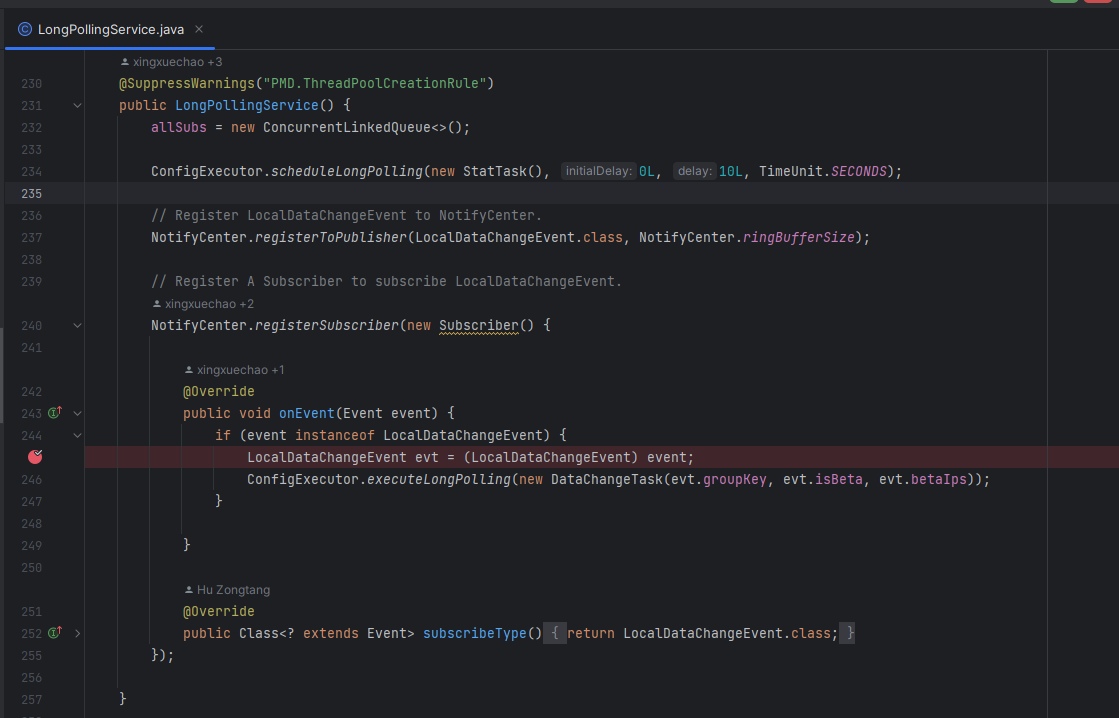 LongPollingService.java
xingxuechao +3
230 @SuppressWarnings("PMD.ThreadPoolCreationRule")
231 public LongPollingService() {
232 allSubs = new ConcurrentLinkedQueue<>();
233
234 ConfigExecutor.scheduleLongPolling(new StatTask(), initialDelay: 0L, delay: 10L, TimeUnit.SECONDS);
235
236 // Register LocalDataChangeEvent to NotifyCenter.
237 NotifyCenter.registerToPublisher(LocalDataChangeEvent.class, NotifyCenter.ringBufferSize);
238
239 // Register A Subscriber to subscribe LocalDataChangeEvent.
xingxuechao +2
240 NotifyCenter.registerSubscriber(new Subscriber() {
241
xingxuechao +1
242 @Override
243 public void onEvent(Event event) {
244 if (event instanceof LocalDataChangeEvent) {
LocalDataChangeEvent evt = (LocalDataChangeEvent) event;
246 ConfigExecutor.executeLongPolling(new DataChangeTask(evt.groupKey, evt.isBeta, evt.betaIps));
247 }
248
249 }
250
Hu Zongtang
251 @Override
252 public Class<? extends Event> subscribeType() { return LocalDataChangeEvent.class; }
255 });
256
257 }